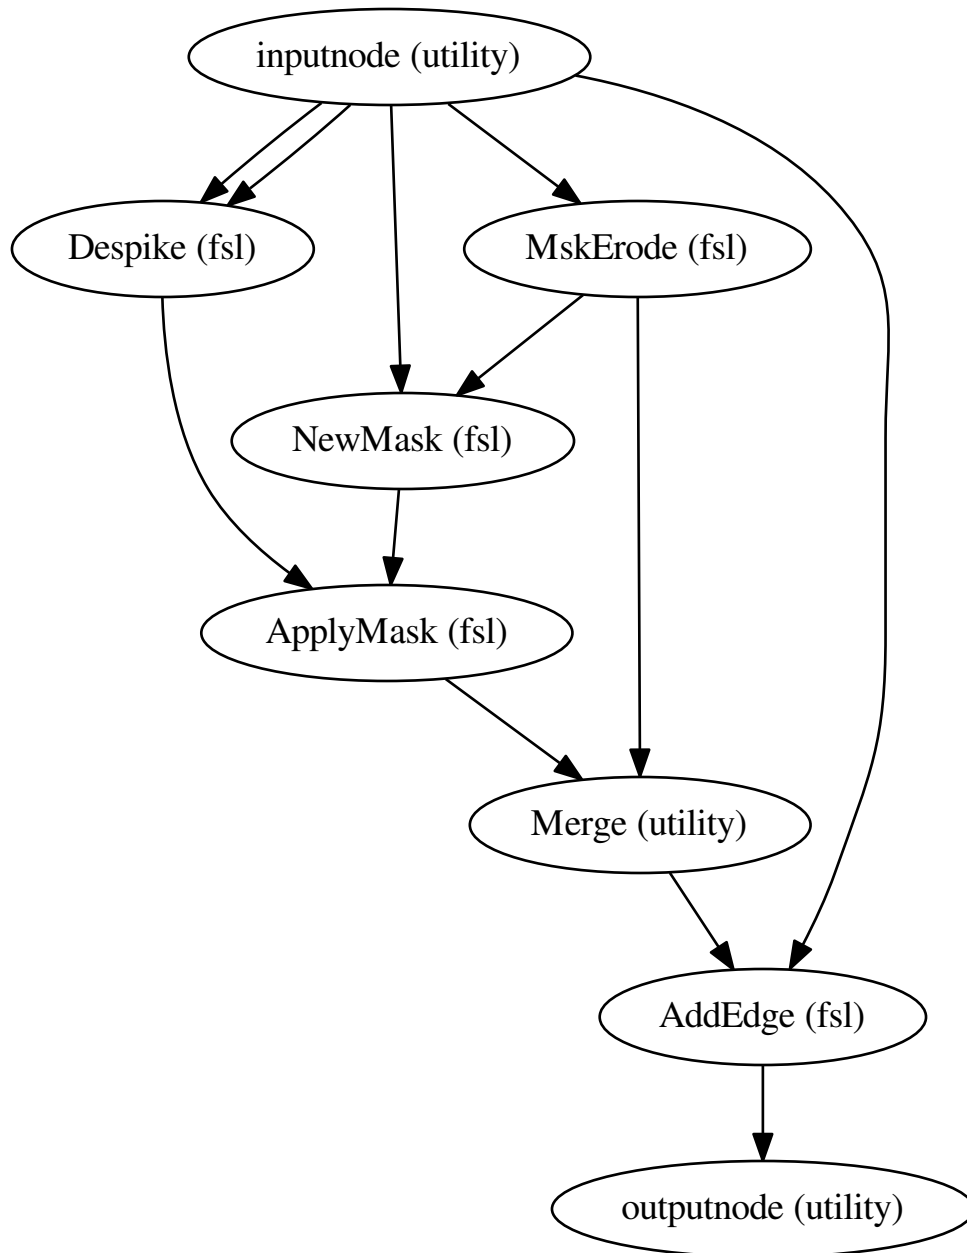 inputnode (utility)
Despike (fsl)
MskErode (fsl)
NewMask (fsl)
ApplyMask (fsl)
Merge (utility)
AddEdge (fsl)
outputnode (utility)